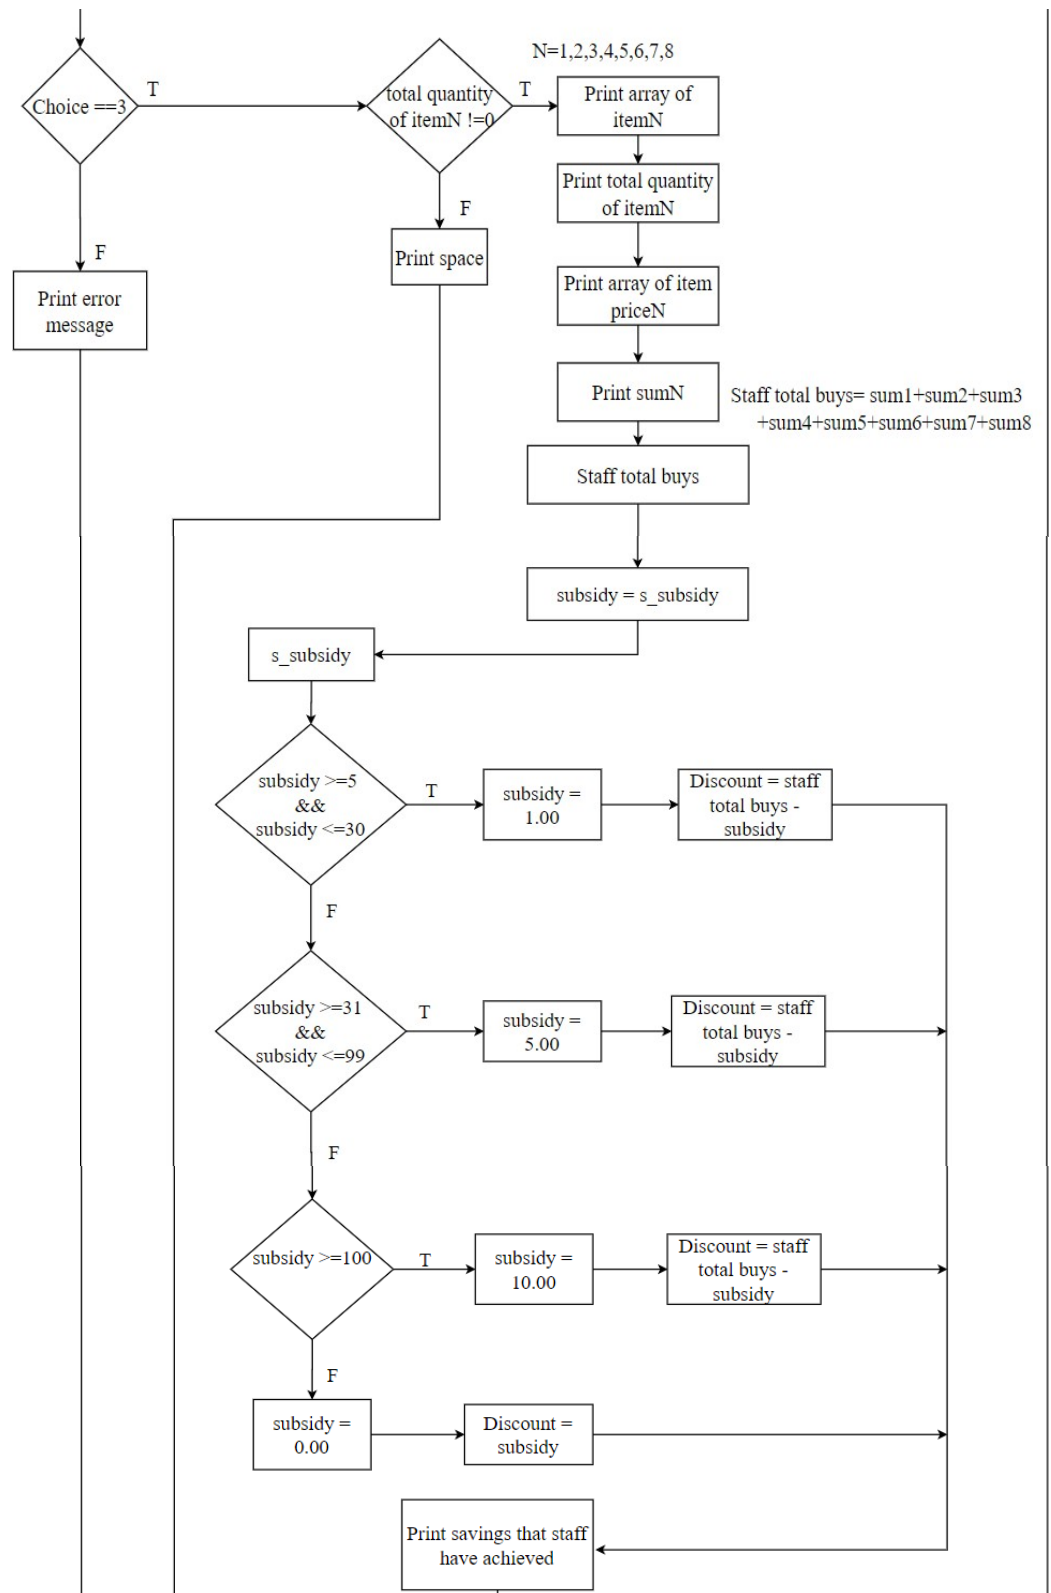 N=1,2,3,4,5,6,7,8
Choice ==3
T
total quantity
of itemN !=0
T
Print array of
itemN
Print total quantity
of itemN
F
F
Print space
Print error
message
Print array of item
priceN
Print sumN
Staff total buys= sum1+sum2+sum3
+sum4+sum5+sum6+sum7+sum8
Staff total buys
subsidy = s_subsidy
s_subsidy
subsidy >=5
&&
subsidy <=30
T
subsidy =
1.00
Discount = staff
total buys -
subsidy
F
subsidy >=31
&&
subsidy <=99
T
subsidy =
5.00
Discount = staff
total buys -
subsidy
F
subsidy >=100
T
subsidy =
10.00
Discount = staff
total buys -
subsidy
F
subsidy =
0.00
Discount =
subsidy
Print savings that staff
have achieved